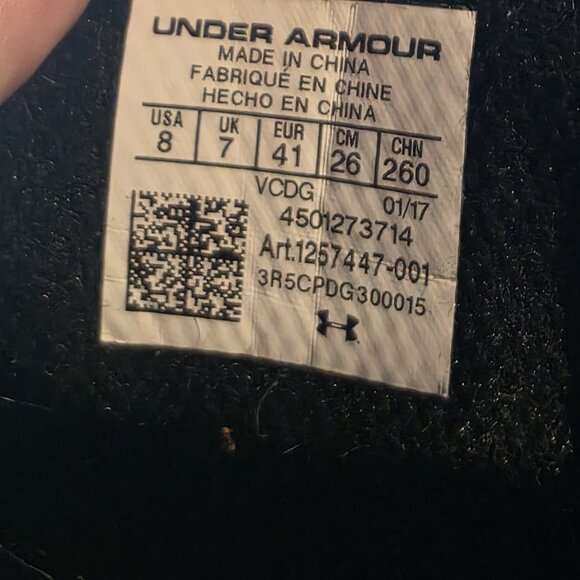 UNDER ARMOUR
MADE IN CHINA
FABRIQUÉ EN CHINE
HECHO EN CHINA
USA UK EUR CM CHN
8 7 41 26 260
VCDG 01/17
4501273714
Art.1257447-001
3R5CPDG300015